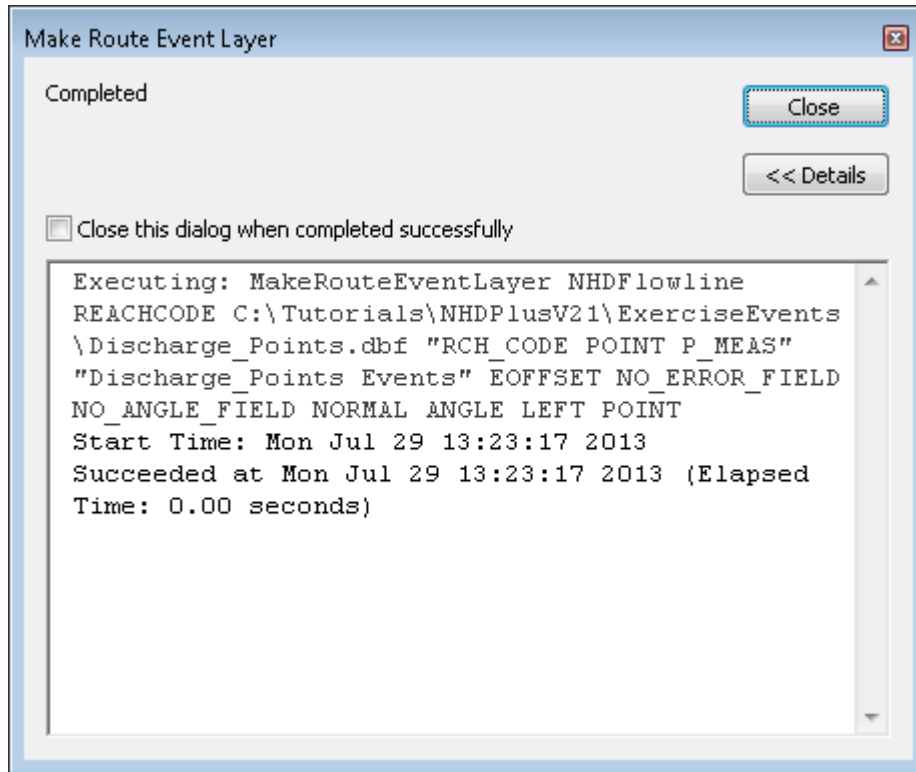 Make Route Event Layer
Completed
Close
<< Details
Close this dialog when completed successfully
Executing: MakeRouteEventLayer NHDFlowline
REACHCODE C:\Tutorials\NHDPlusV21\ExerciseEvents
\Discharge_Points.dbf "RCH_CODE POINT P_MEAS"
"Discharge_Points Events" EOFFSET NO_ERROR_FIELD
NO_ANGLE_FIELD NORMAL ANGLE LEFT POINT
Start Time: Mon Jul 29 13:23:17 2013
Succeeded at Mon Jul 29 13:23:17 2013 (Elapsed
Time: 0.00 seconds)